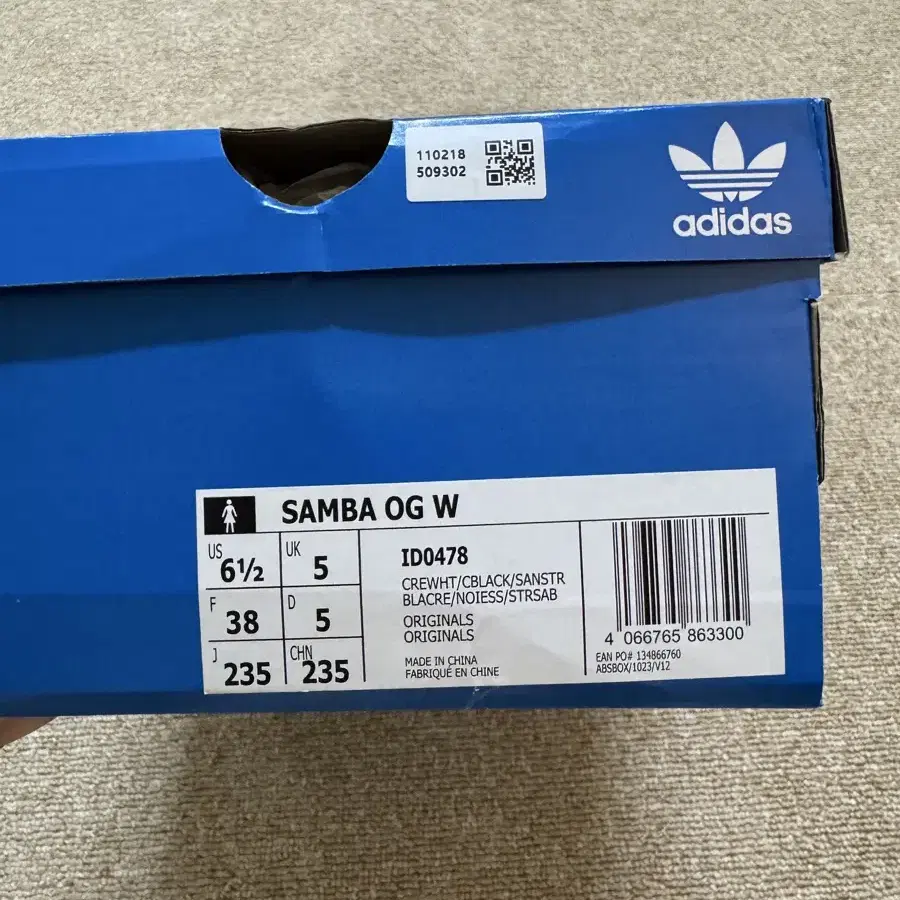 110218
509302
adidas
SAMBA OG W
US 6½ UK 5
F 38 D 5
J 235 CHN 235
ID0478
CREWHT/CBLACK/SANSTR
BLACRE/NOIESS/STRSAB
ORIGINALS
ORIGINALS
MADE IN CHINA
FABRIQUÉ EN CHINE
4 066765 863300
EAN PO# 134866760
ABSBOX/1023/V12